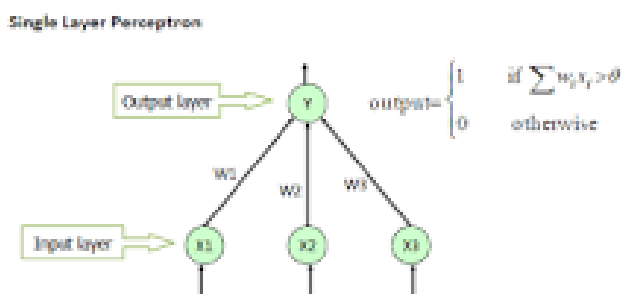 Single Layer Perceptron
Output layer
Y
output= { 1 if ∑ wᵢxᵢ > θ
0 otherwise
W1
W2
W3
Input layer
X1
X2
X3